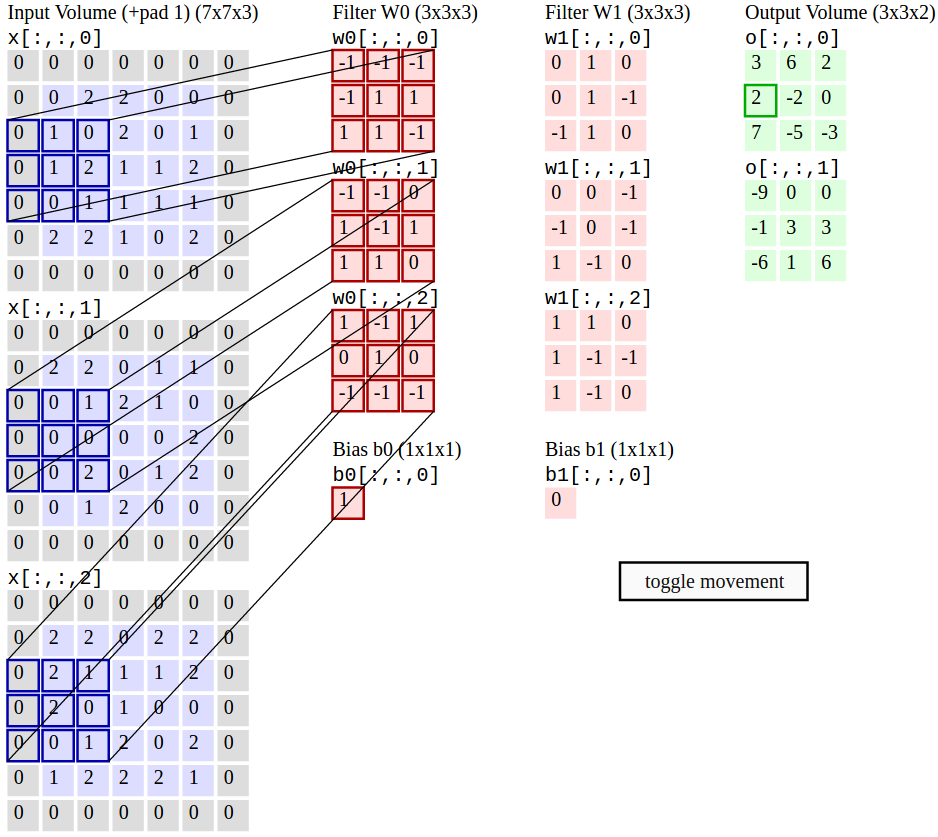 Input Volume (+pad 1) (7x7x3)
x[:,:,0]
0 0 0 0 0 0 0
0 0 2 2 0 0 0
0 1 0 2 0 1 0
0 1 2 1 1 2 0
0 0 1 1 1 1 0
0 2 2 1 0 2 0
0 0 0 0 0 0 0
x[:,:,1]
0 0 0 0 0 0 0
0 2 2 0 1 1 0
0 0 1 2 1 0 0
0 0 0 0 0 2 0
0 0 2 0 1 2 0
0 0 1 2 0 0 0
0 0 0 0 0 0 0
x[:,:,2]
0 0 0 0 0 0 0
0 2 2 0 2 2 0
0 2 1 1 1 2 0
0 2 0 1 0 0 0
0 0 1 2 0 2 0
0 1 2 2 2 1 0
0 0 0 0 0 0 0
Filter W0 (3x3x3)
w0[:,:,0]
-1 -1 -1
-1 1 1
1 1 -1
w0[:,:,1]
-1 -1 0
1 -1 1
1 1 0
w0[:,:,2]
1 -1 1
0 1 0
-1 -1 -1
Bias b0 (1x1x1)
b0[:,:,0]
1
Filter W1 (3x3x3)
w1[:,:,0]
0 1 0
0 1 -1
-1 1 0
w1[:,:,1]
0 0 -1
-1 0 -1
1 -1 0
w1[:,:,2]
1 1 0
1 -1 -1
1 -1 0
Bias b1 (1x1x1)
b1[:,:,0]
0
Output Volume (3x3x2)
o[:,:,0]
3 6 2
2 -2 0
7 -5 -3
o[:,:,1]
-9 0 0
-1 3 3
-6 1 6
toggle movement